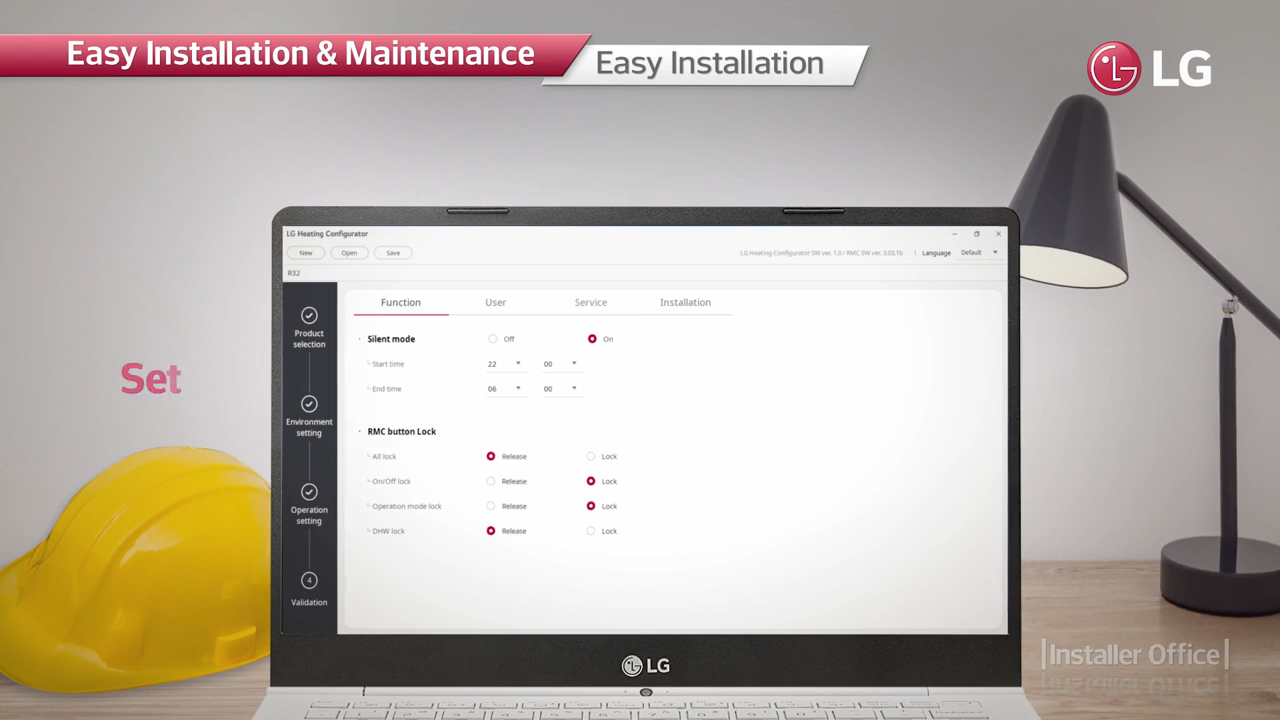 Easy Installation & Maintenance
Easy Installation
LG
LG Heating Configurator
New Open Save
LG Heating Configurator SW ver. 1.0 / RMC SW ver. 3.03.1b | Language Default
R32
Product selection
Environment setting
Operation setting
4
Validation
Function User Service Installation
Silent mode Off On
Start time 22 00
End time 06 00
RMC button Lock
All lock Release Lock
On/Off lock Release Lock
Operation mode lock Release Lock
DHW lock Release Lock
Set
LG
|Installer Office|